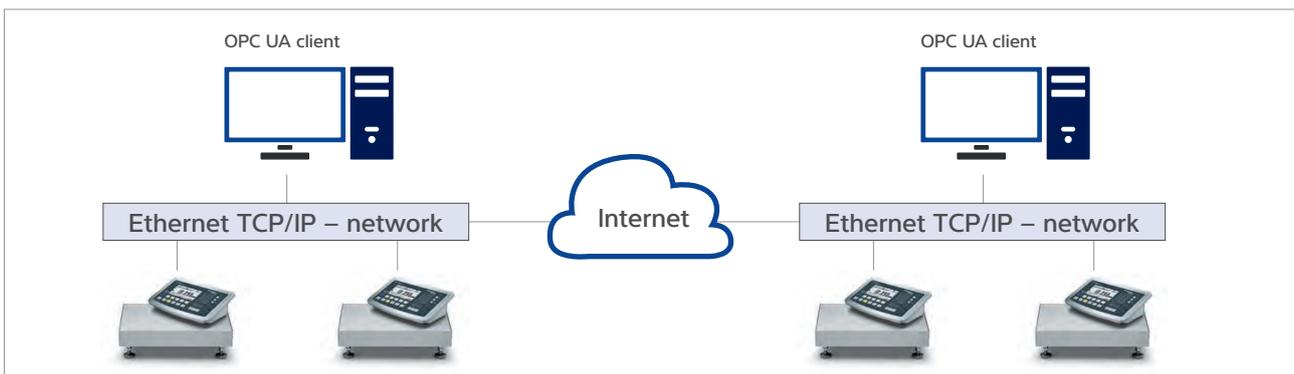 OPC UA client
OPC UA client
Ethernet TCP/IP – network
Internet
Ethernet TCP/IP – network